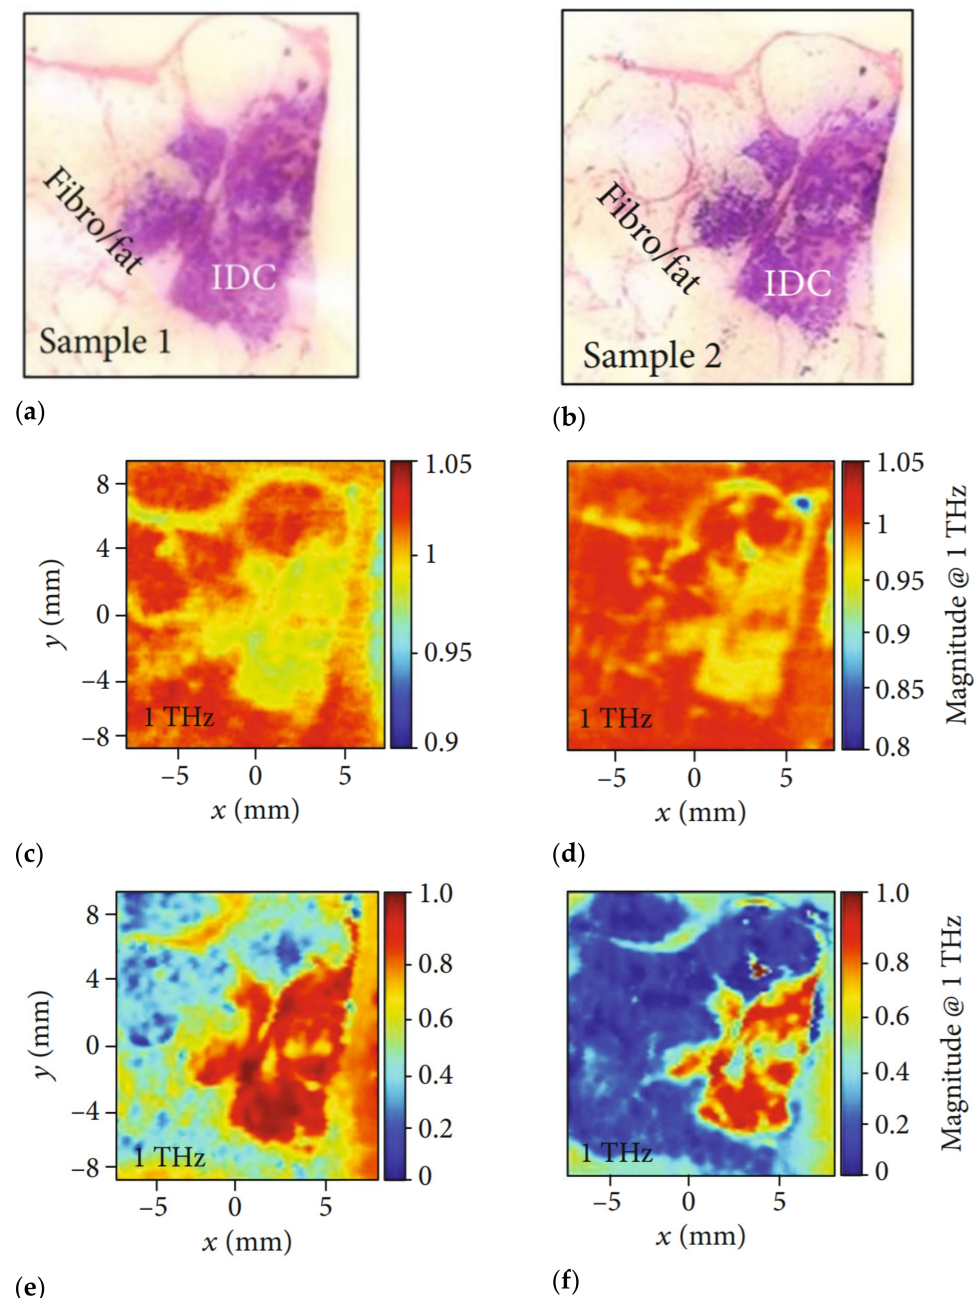 Fibro/fat
IDC
Sample 1
(a)
Fibro/fat
IDC
Sample 2
(b)
8
4
0
−4
−8
y (mm)
1 THz
−5
0
5
x (mm)
1.05
1
0.95
0.9
(c)
1 THz
−5
0
5
x (mm)
1.05
1
0.95
0.9
0.85
0.8
Magnitude @ 1 THz
(d)
8
4
0
−4
−8
y (mm)
1 THz
−5
0
5
x (mm)
1.0
0.8
0.6
0.4
0.2
0
(e)
1 THz
−5
0
5
x (mm)
1.0
0.8
0.6
0.4
0.2
0
Magnitude @ 1 THz
(f)